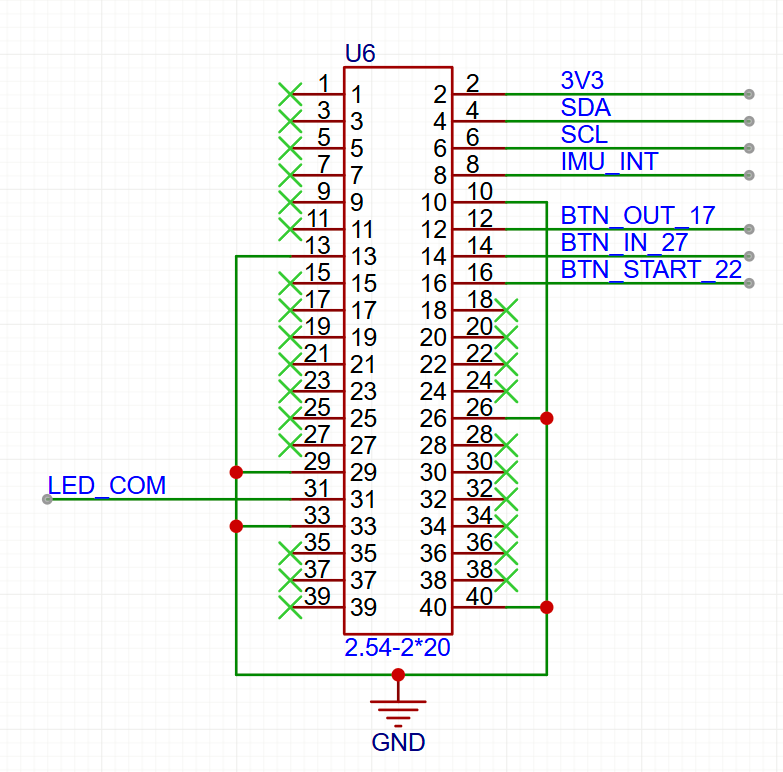 U6
1 1 2 2 3V3
3 3 4 4 SDA
5 5 6 6 SCL
7 7 8 8 IMU_INT
9 9 10 10
11 11 12 12 BTN_OUT_17
13 13 14 14 BTN_IN_27
15 15 16 16 BTN_START_22
17 17 18 18
19 19 20 20
21 21 22 22
23 23 24 24
25 25 26 26
27 27 28 28
29 29 30 30
LED_COM 31 31 32 32
33 33 34 34
35 35 36 36
37 37 38 38
39 39 40 40
2.54-2*20
GND